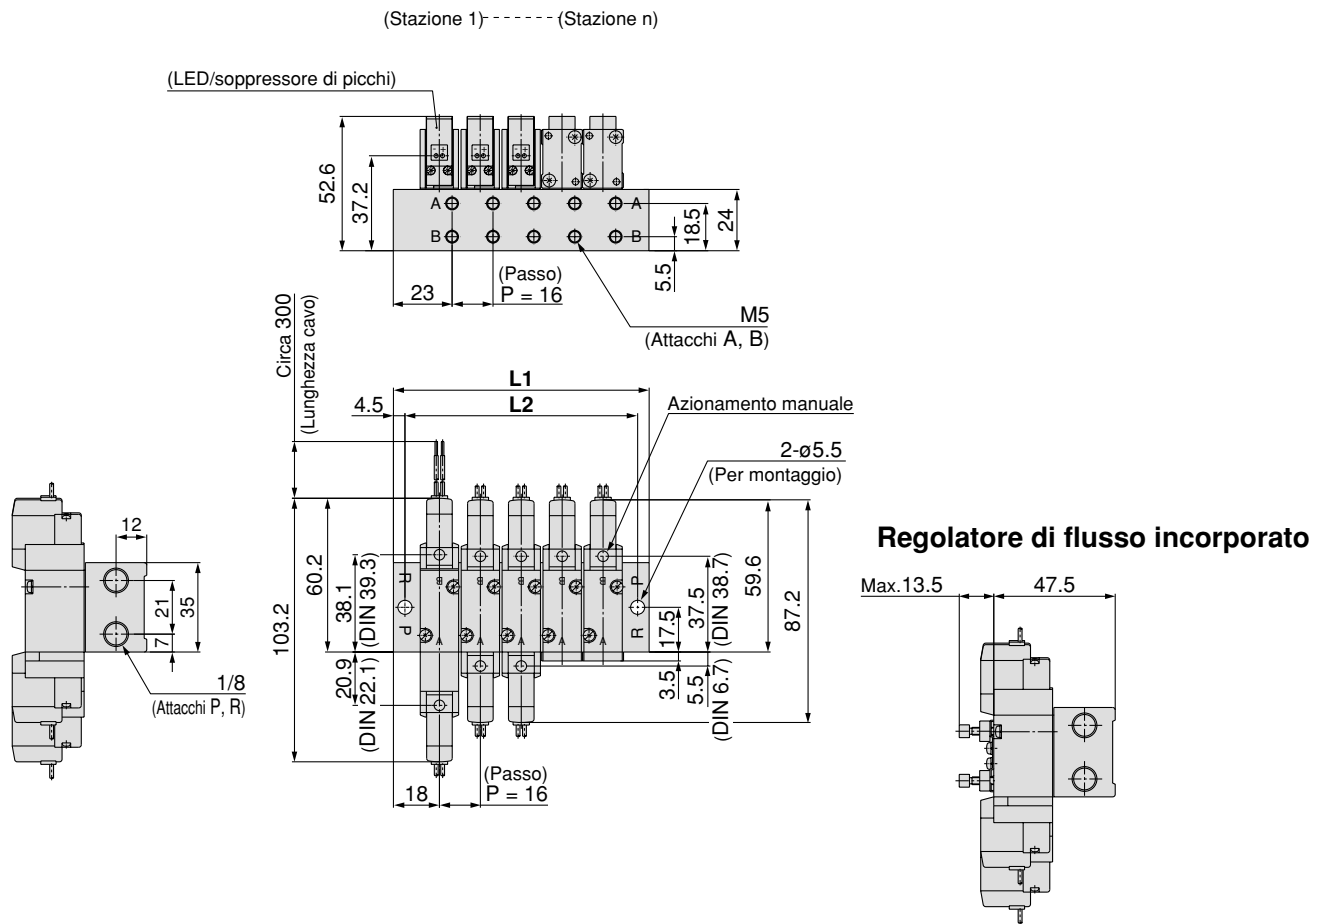 (Stazione 1)-------(Stazione n)
(LED/soppressore di picchi)
52.6
37.2
A
A
B
B
18.5
24
5.5
23
(Passo)
P = 16
M5
(Attacchi A, B)
Circa 300
(Lunghezza cavo)
L1
4.5
L2
Azionamento manuale
2-ø5.5
(Per montaggio)
103.2
60.2
38.1
(DIN 39.3)
20.9
(DIN 22.1)
R
P
B
B
B
B
B
A
A
A
A
A
P
R
17.5
37.5
(DIN 38.7)
59.6
87.2
3.5
5.5
(DIN 6.7)
18
(Passo)
P = 16
12
21
35
7
1/8
(Attacchi P, R)
Regolatore di flusso incorporato
Max.13.5
47.5